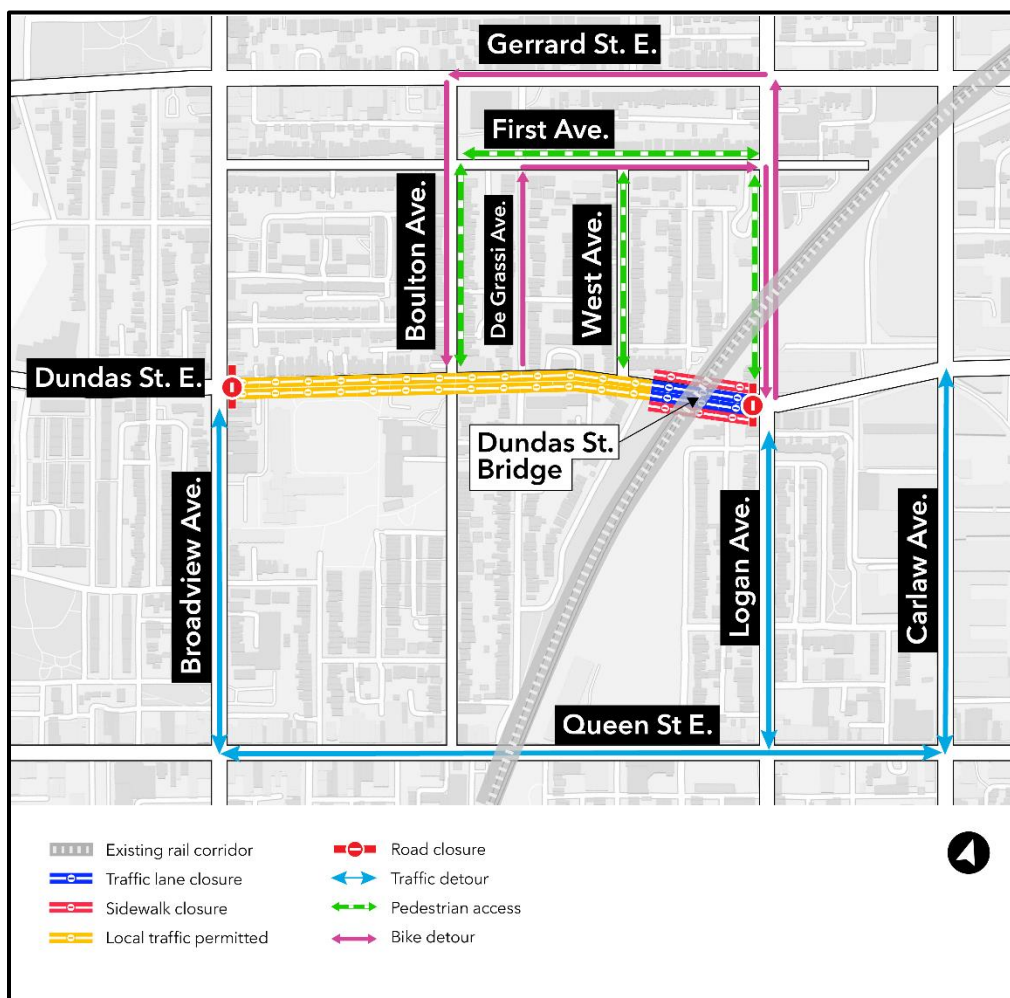 Gerrard St. E.
First Ave.
Boulton Ave.
De Grassi Ave.
West Ave.
Dundas St. E.
Dundas St.
Bridge
Broadview Ave.
Logan Ave.
Carlaw Ave.
Queen St E.
Existing rail corridor
Traffic lane closure
Sidewalk closure
Local traffic permitted
Road closure
Traffic detour
Pedestrian access
Bike detour